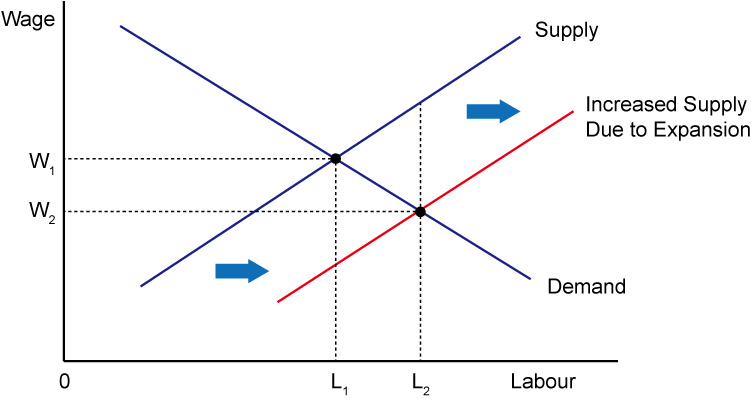 Wage
Supply
Increased Supply
Due to Expansion
W1
W2
Demand
0
L1
L2
Labour